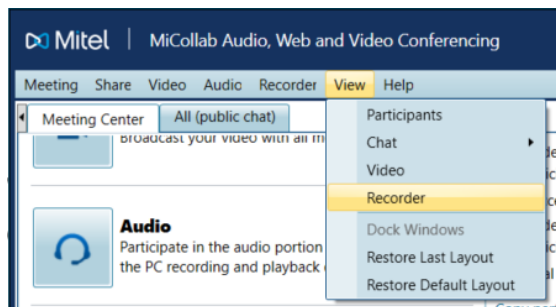 Mitel | MiCollab Audio, Web and Video Conferencing
Meeting Share Video Audio Recorder View Help
Meeting Center All (public chat)
Broadcast your video with all
Participants
Chat
Video
Recorder
Dock Windows
Restore Last Layout
Restore Default Layout
Audio
Participate in the audio portion
the PC recording and playback